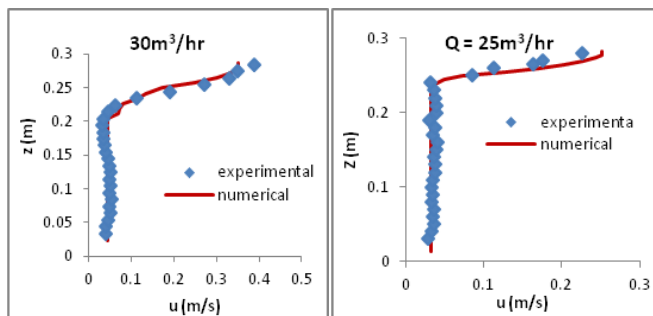 30m³/hr
0.3
0.25
0.2
0.15
0.1
0.05
0
z (m)
experimental
numerical
0
0.1
0.2
0.3
0.4
0.5
u (m/s)
Q = 25m³/hr
0.3
0.2
0.1
0
Z (m)
experimenta
numerical
0
0.1
0.2
0.3
u (m/s)